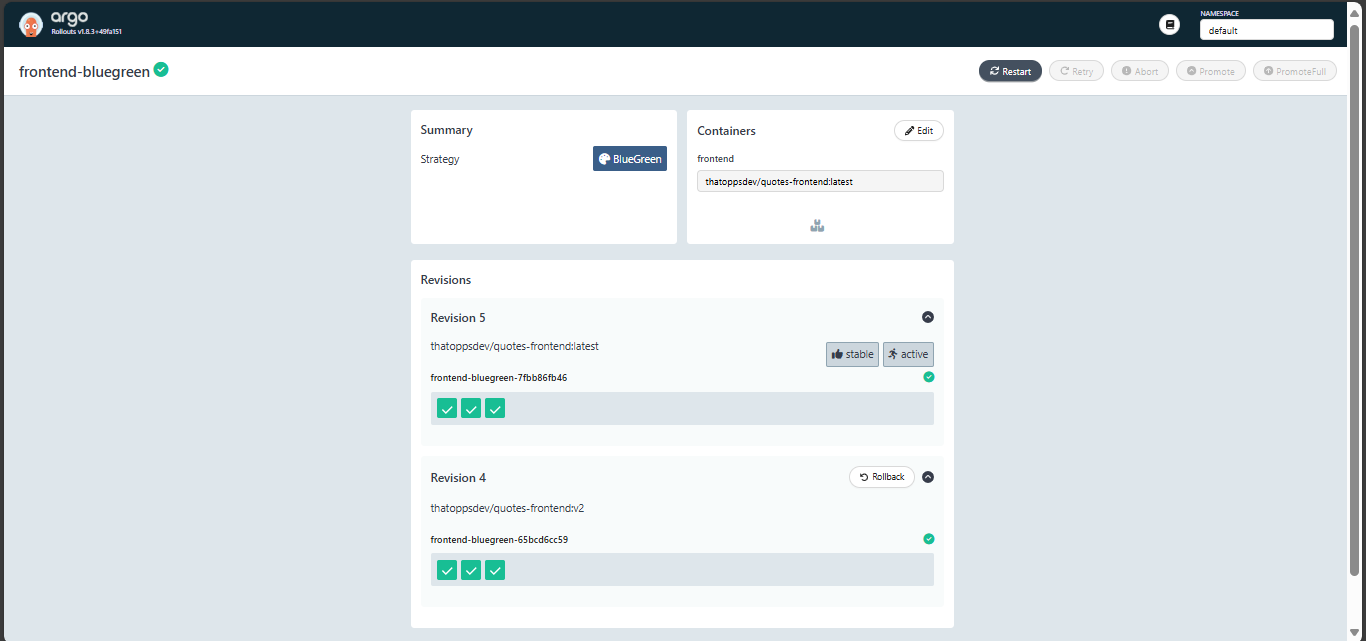 argo
Rollouts v1.8.3+49fa151
NAMESPACE
default
frontend-bluegreen
Restart
Retry
Abort
Promote
PromoteFull
Summary
Strategy
BlueGreen
Containers
Edit
frontend
thatoppsdev/quotes-frontend:latest
Revisions
Revision 5
thatoppsdev/quotes-frontend:latest
stable
active
frontend-bluegreen-7fbb86fb46
Revision 4
Rollback
thatoppsdev/quotes-frontend:v2
frontend-bluegreen-65bcd6cc59